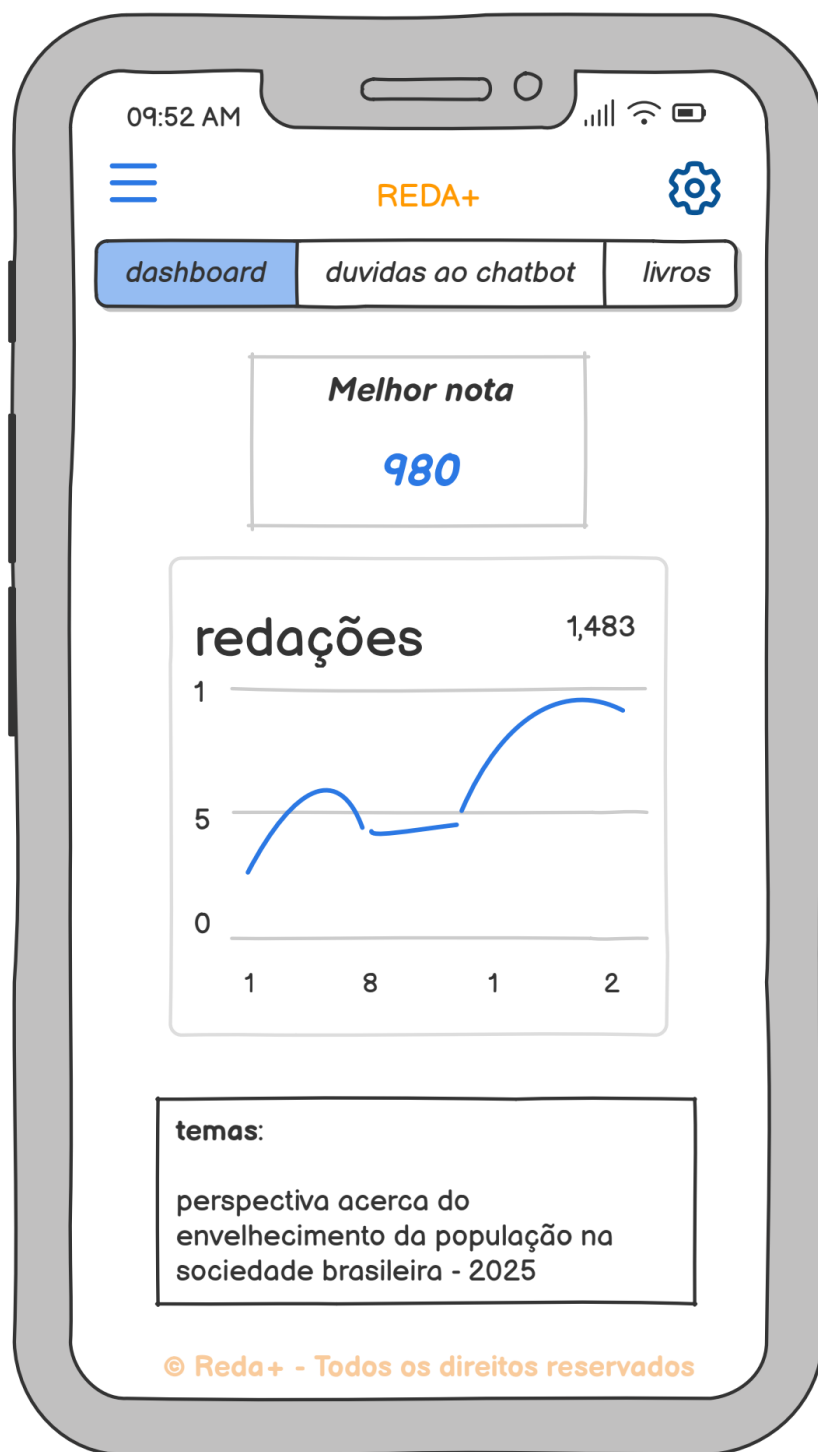 09:52 AM
REDA+
dashboard duvidas ao chatbot livros
Melhor nota
980
redações 1,483
1
5
0
1 8 1 2
temas:
perspectiva acerca do
envelhecimento da população na
sociedade brasileira - 2025
© Reda+ - Todos os direitos reservados